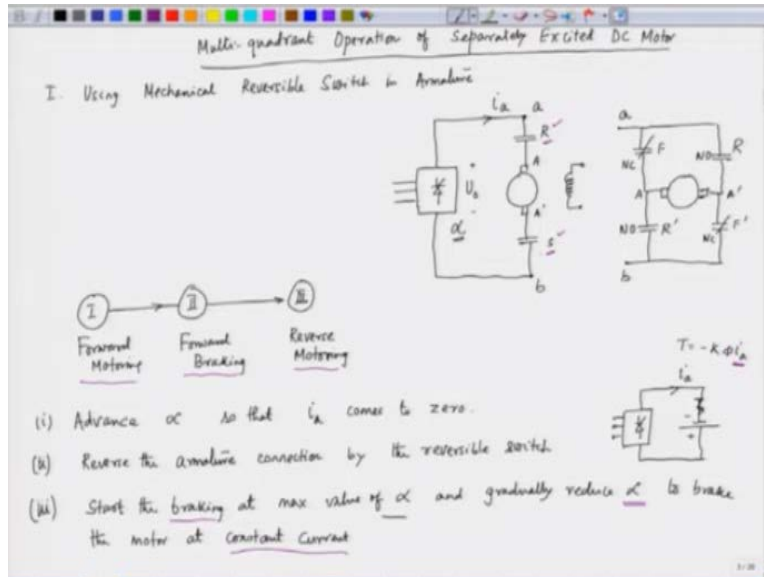 Multi-quadrant Operation of Separately Excited DC Motor
I. Using Mechanical Reversible Switch in Armature
ia a
R
A
Uo
α
A'
s
b
a
F
NC
NO R
A A'
NO R'
F'
NC
b
I II III
Forward Motoring
Forward Braking
Reverse Motoring
T = -KΦia
ia
- +
(i) Advance α so that ia comes to zero.
(ii) Reverse the armature connection by the reversible switch
(iii) Start the braking at max value of α and gradually reduce α to brake
the motor at constant current